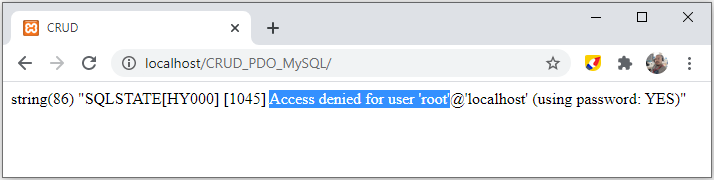 CRUD
localhost/CRUD_PDO_MySQL/
string(86) "SQLSTATE[HY000] [1045] Access denied for user 'root'@'localhost' (using password: YES)"